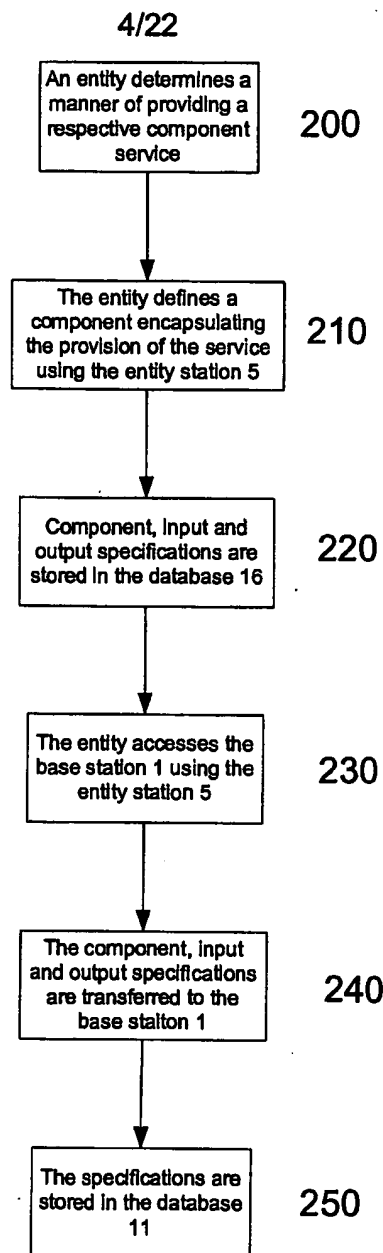 4/22
An entity determines a
manner of providing a
respective component
service
200
The entity defines a
component encapsulating
the provision of the service
using the entity station 5
210
Component, input and
output specifications are
stored in the database 16
220
The entity accesses the
base station 1 using the
entity station 5
230
The component, input
and output specifications
are transferred to the
base stalton 1
240
The specifications are
stored in the database
11
250